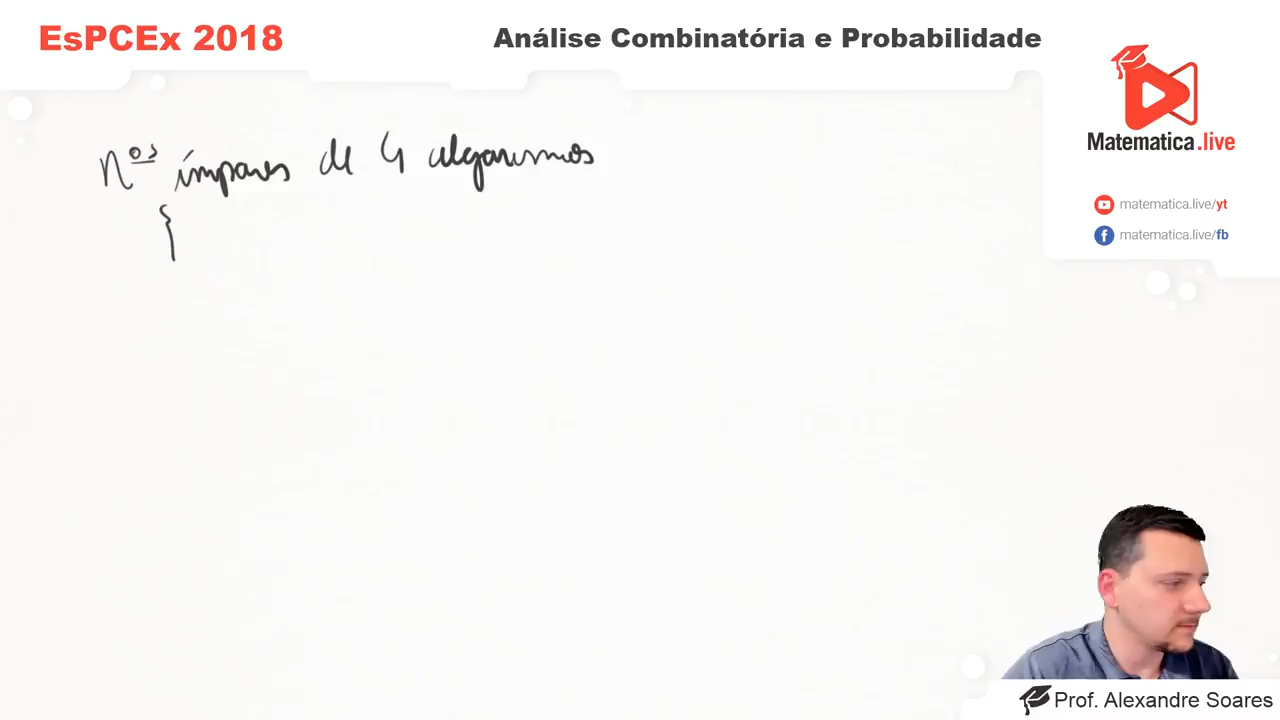 EsPCEx 2018
Análise Combinatória e Probabilidade
Matematica.live
matematica.live/yt
matematica.live/fb
Nºs ímpares de 4 algarismos
{
Prof. Alexandre Soares